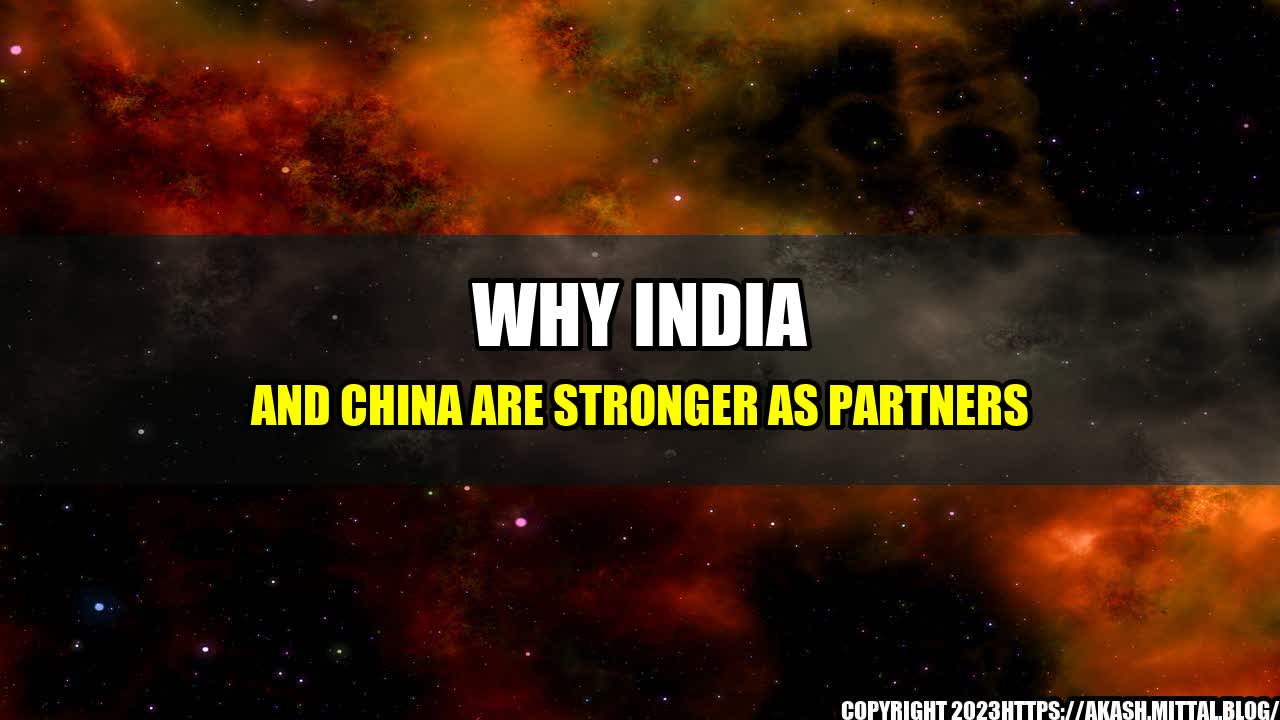 WHY INDIA
AND CHINA ARE STRONGER AS PARTNERS
COPYRIGHT 2023HTTPS://AKASH.MITTAL.BLOG/